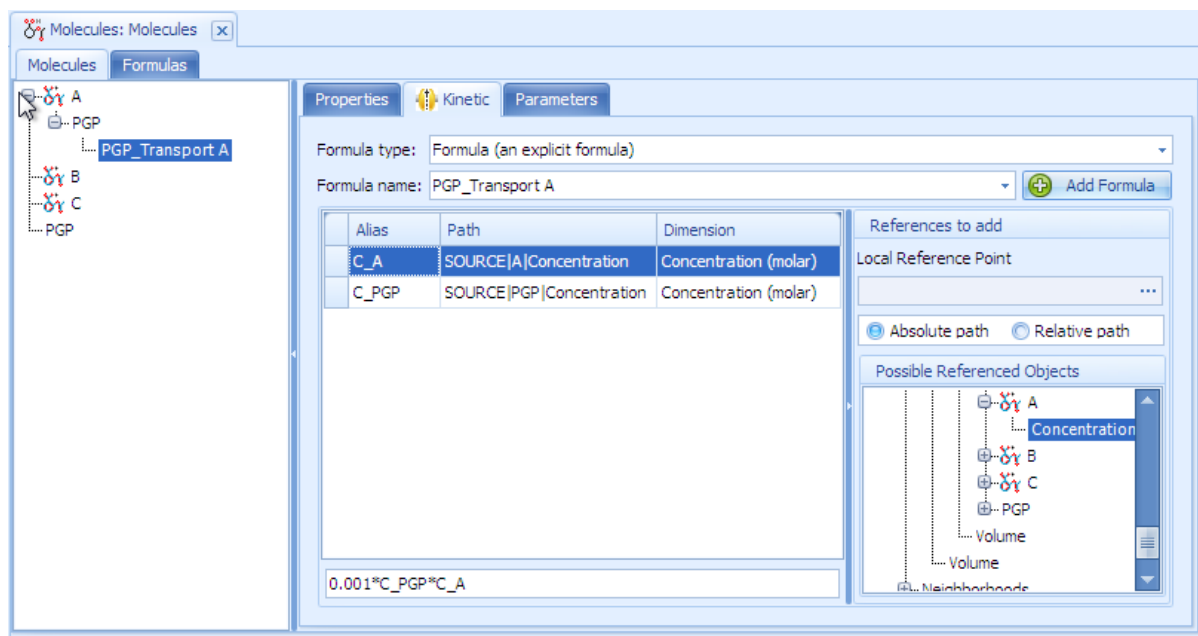 Molecules: Molecules
Molecules Formulas
A
PGP
PGP_Transport A
B
C
PGP
Properties Kinetic Parameters
Formula type: Formula (an explicit formula)
Formula name: PGP_Transport A Add Formula
Alias Path Dimension
C_A SOURCE|A|Concentration Concentration (molar)
C_PGP SOURCE|PGP|Concentration Concentration (molar)
0.001*C_PGP*C_A
References to add
Local Reference Point
...
Absolute path Relative path
Possible Referenced Objects
A
Concentration
B
C
PGP
Volume
Volume
Neighborhoods